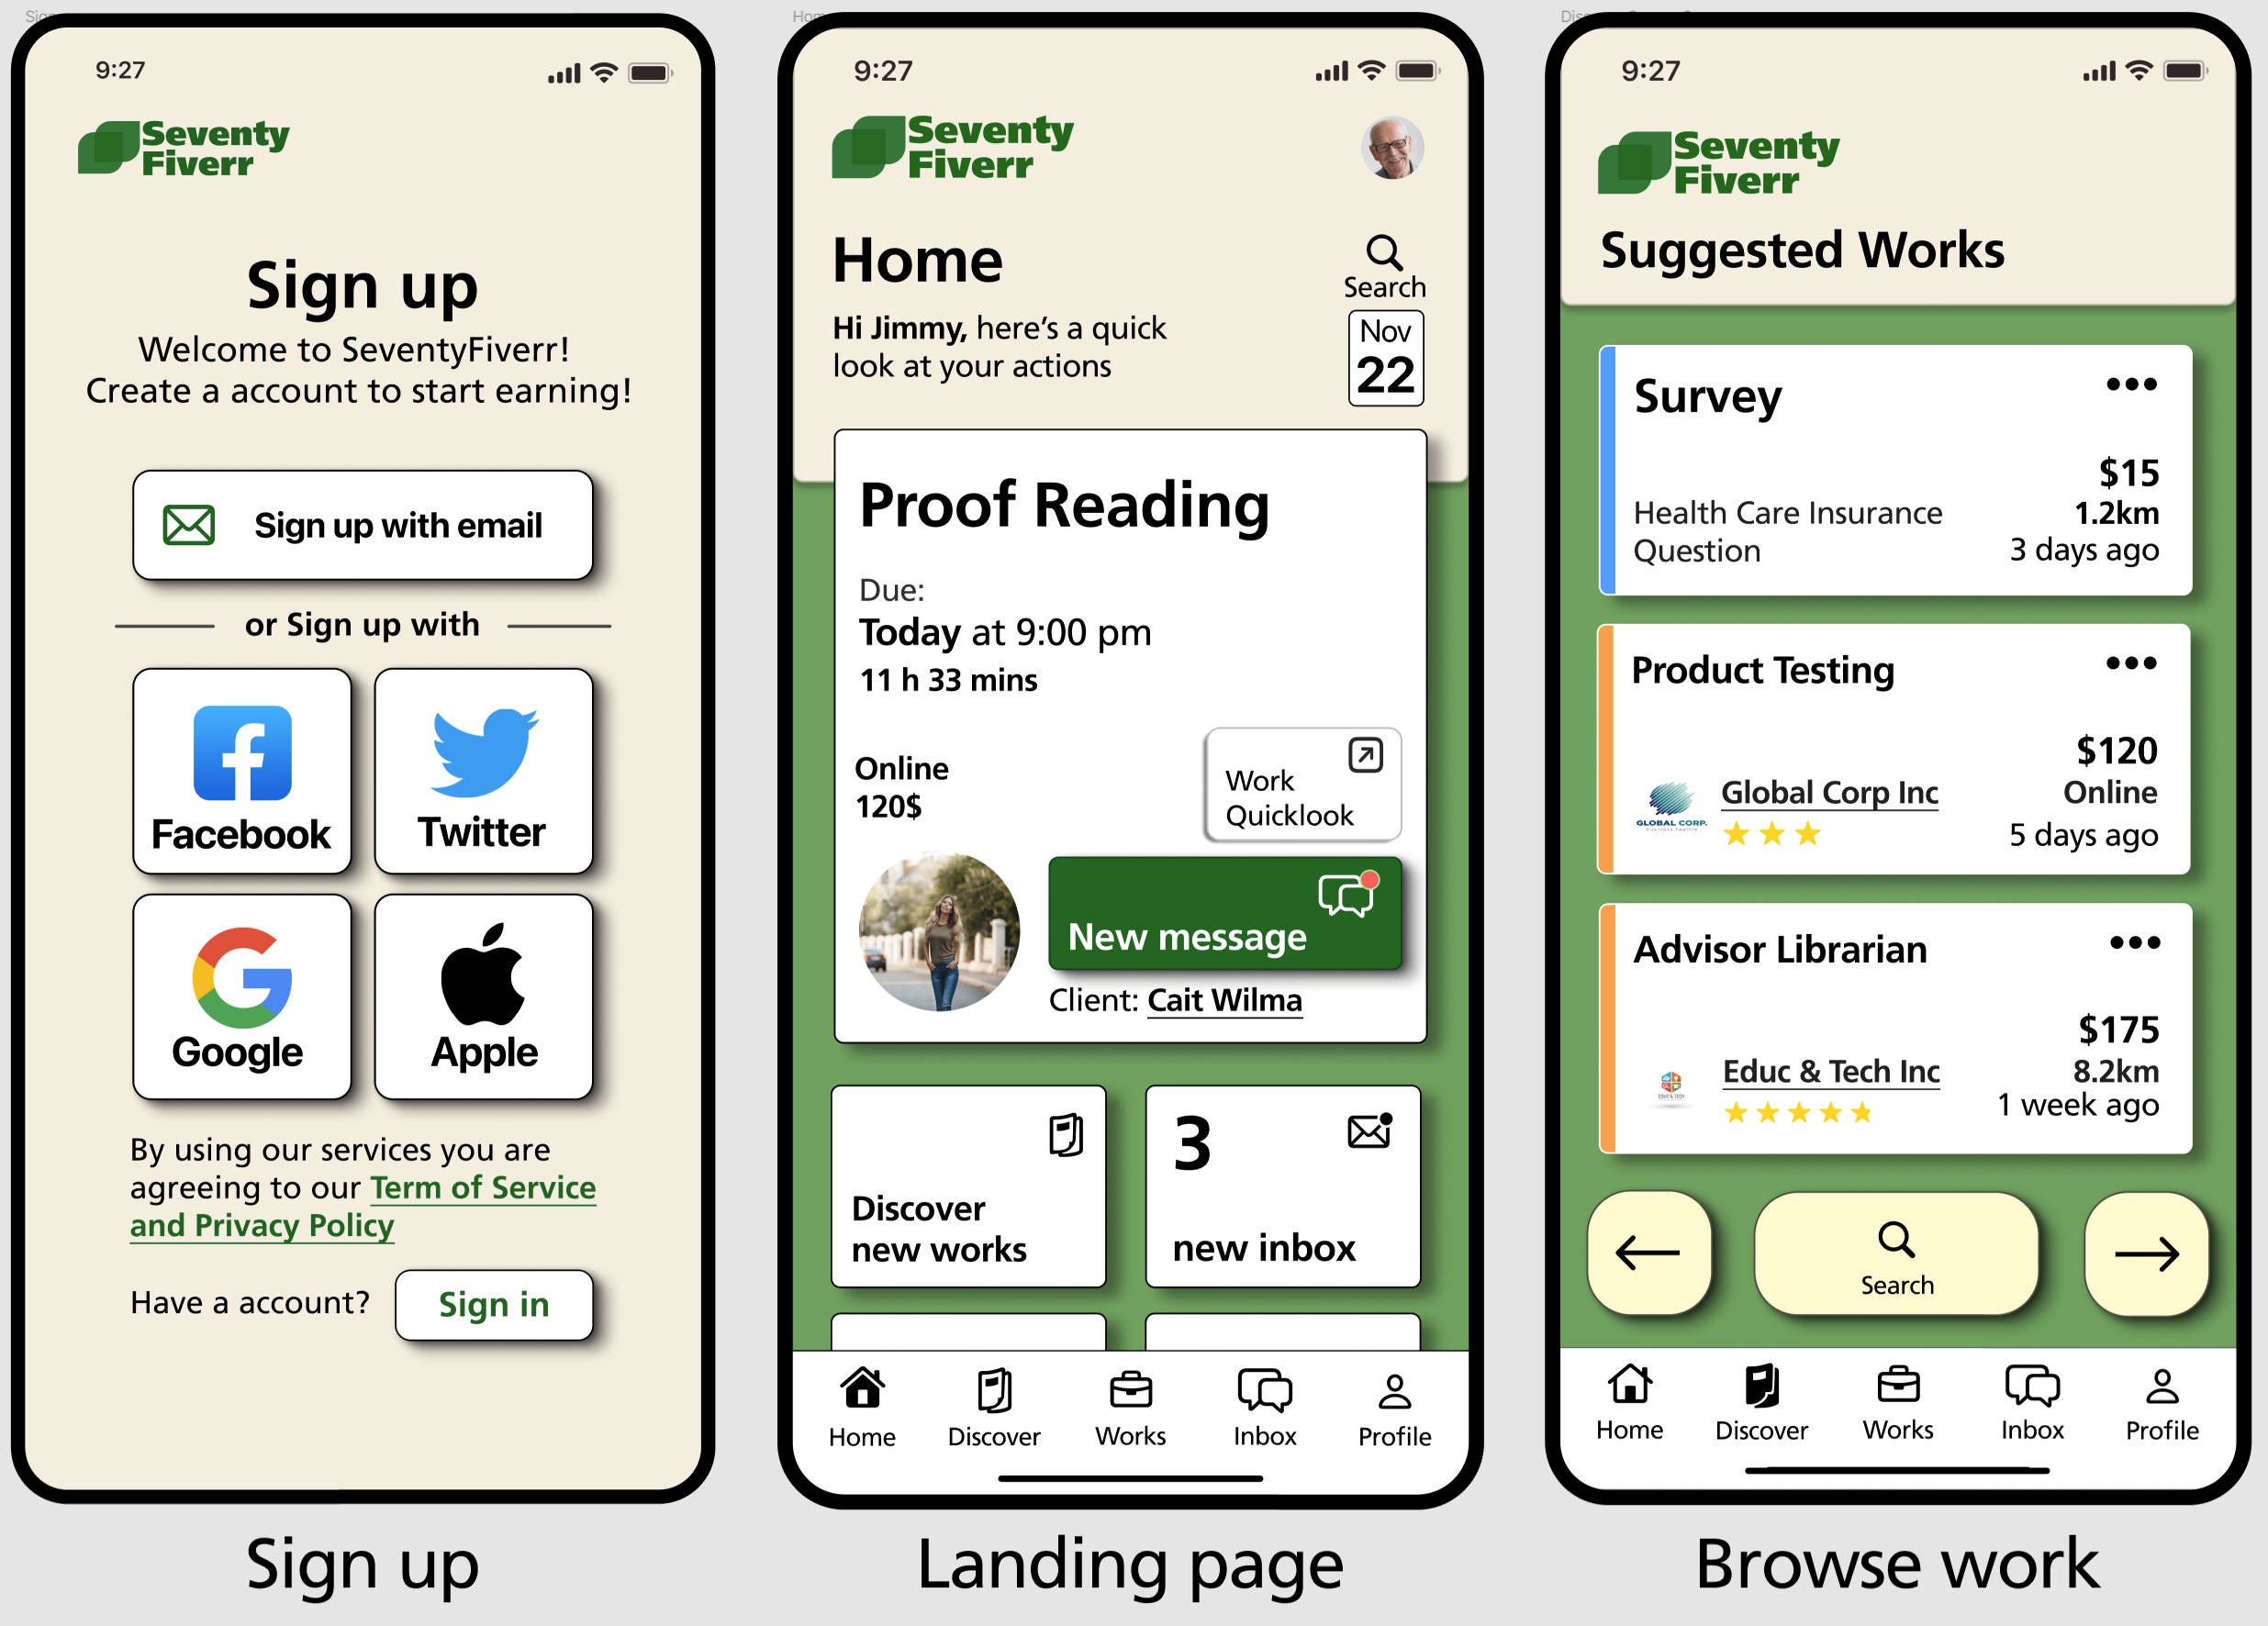 9:27
Seventy
Fiverr
Sign up
Welcome to SeventyFiverr!
Create a account to start earning!
Sign up with email
or Sign up with
Facebook
Twitter
Google
Apple
By using our services you are
agreeing to our Term of Service
and Privacy Policy
Have a account?
Sign in
Sign up
9:27
Seventy
Fiverr
Home
Search
Hi Jimmy, here's a quick
look at your actions
Nov
22
Proof Reading
Due:
Today at 9:00 pm
11 h 33 mins
Online
120$
Work
Quicklook
New message
Client: Cait Wilma
Discover
new works
3
new inbox
Home
Discover
Works
Inbox
Profile
Landing page
9:27
Seventy
Fiverr
Suggested Works
Survey
$15
Health Care Insurance
Question
1.2km
3 days ago
Product Testing
$120
GLOBAL CORP.
Global Corp Inc
Online
5 days ago
Advisor Librarian
$175
Educ & Tech Inc
8.2km
1 week ago
Search
Home
Discover
Works
Inbox
Profile
Browse work